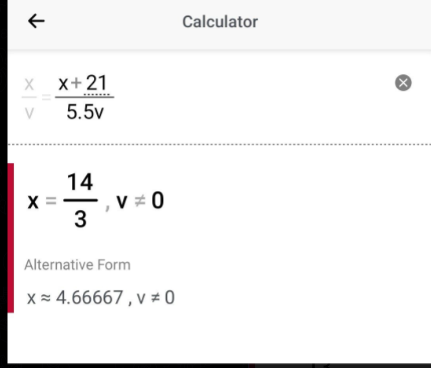 Calculator
x/v = x+21/5.5v
x = 14/3 , v ≠ 0
Alternative Form
x ≈ 4.66667 , v ≠ 0